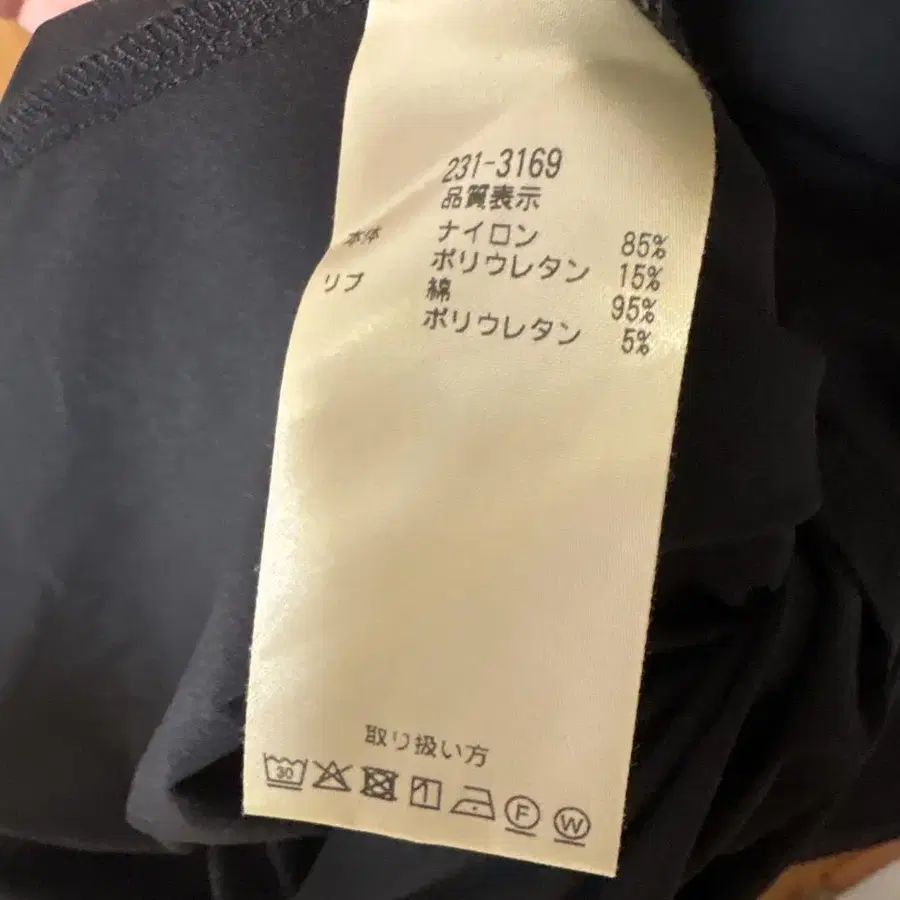 231-3169
品質表示
本体 ナイロン 85%
ポリウレタン 15%
リブ 綿 95%
ポリウレタン 5%
取り扱い方
30 F W